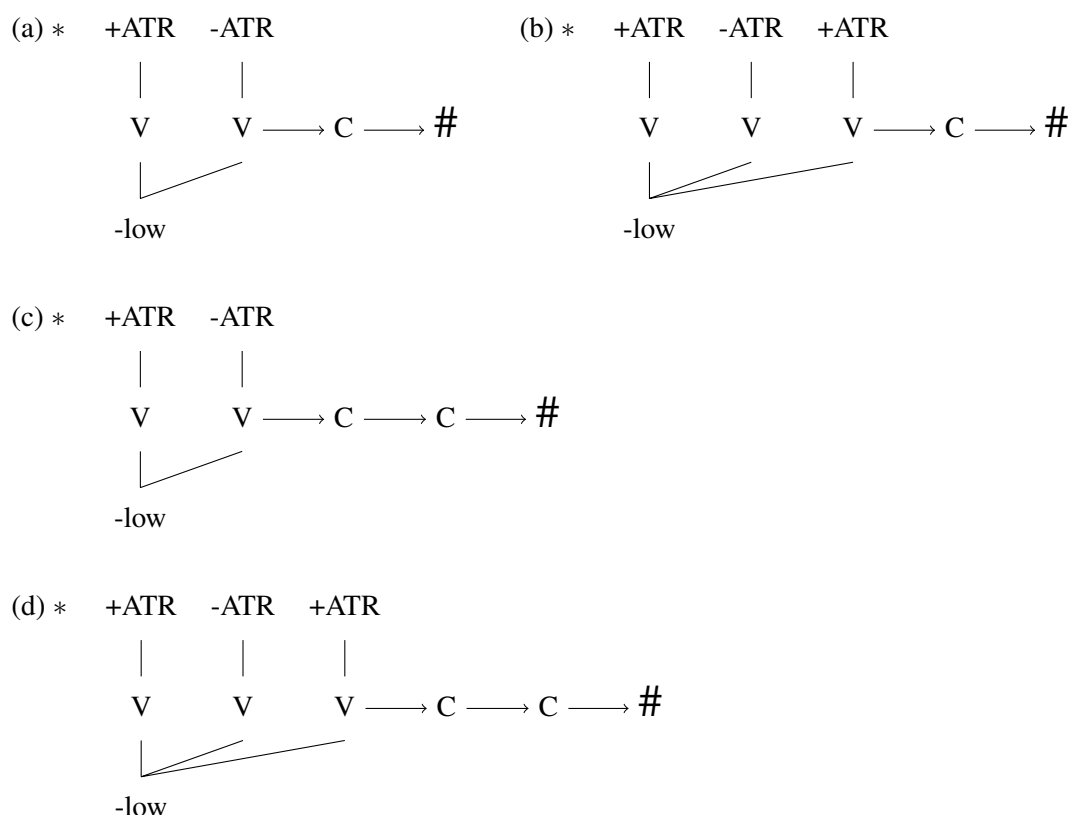 (a) ∗ +ATR -ATR (b) ∗ +ATR -ATR +ATR
V V C # V V V C #
-low -low
(c) ∗ +ATR -ATR
V V C C #
-low
(d) ∗ +ATR -ATR +ATR
V V V C C #
-low